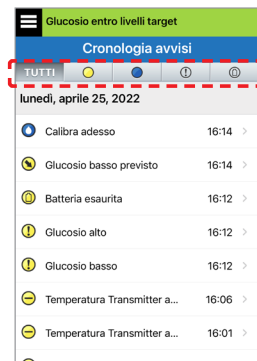 Glucosio entro livelli target
Cronologia avvisi
TUTTI
lunedì, aprile 25, 2022
Calibra adesso 16:14
Glucosio basso previsto 16:14
Batteria esaurita 16:12
Glucosio alto 16:12
Glucosio basso 16:12
Temperatura Transmitter a... 16:06
Temperatura Transmitter a... 16:01